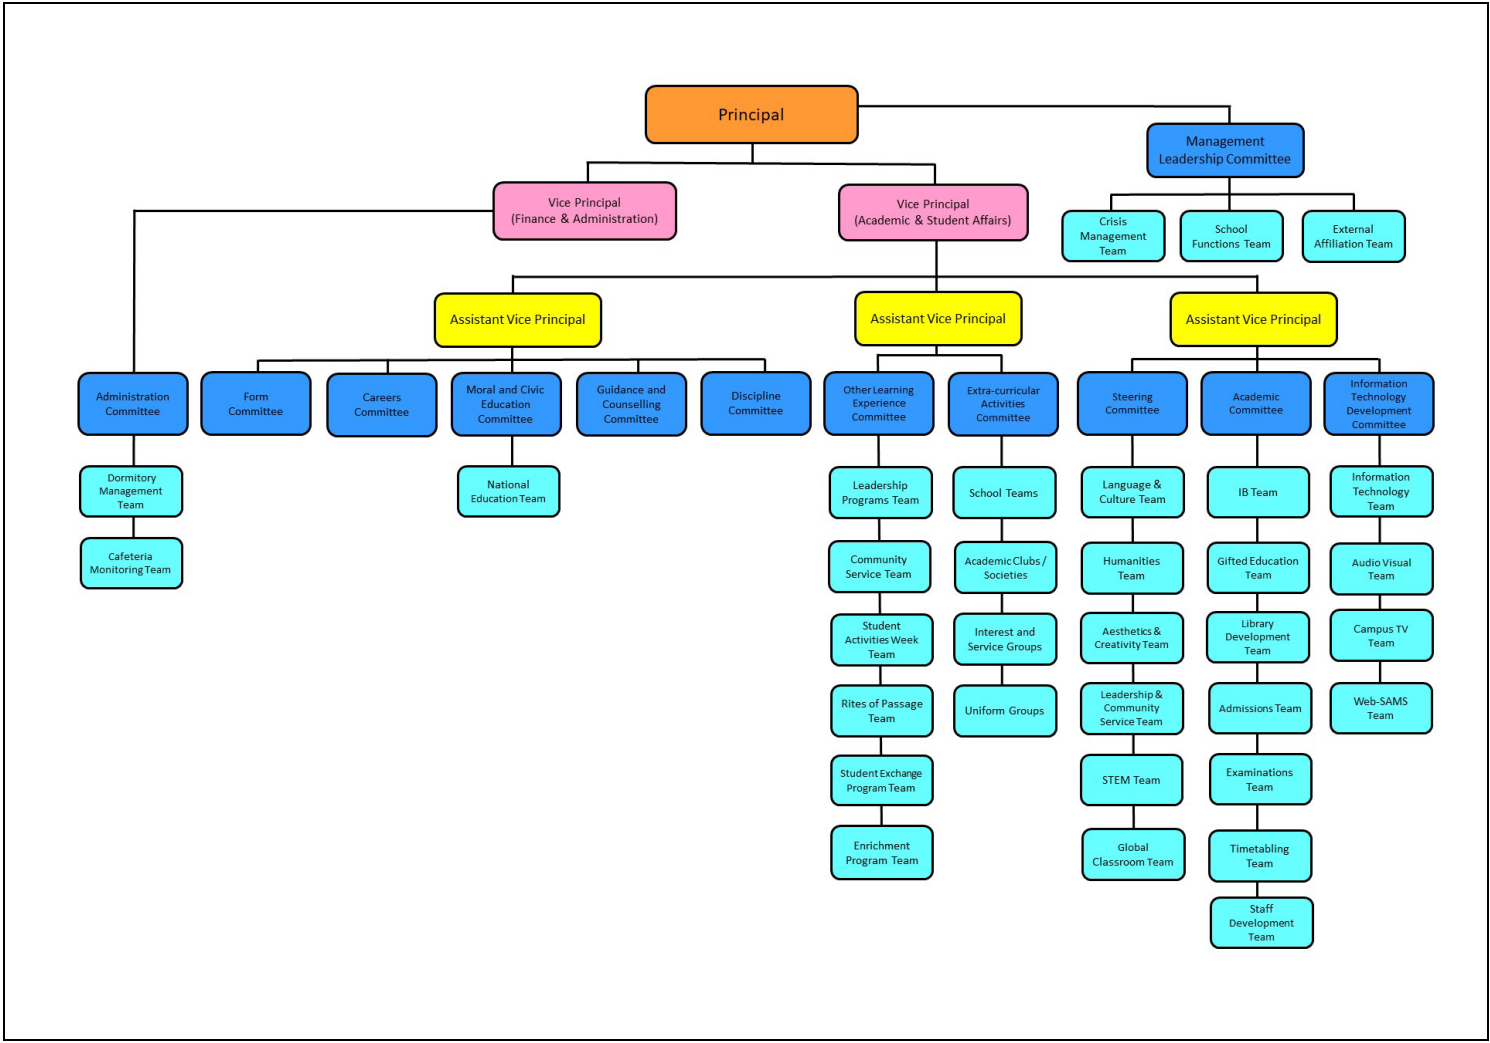 Principal
Management
Leadership Committee
Vice Principal
(Finance & Administration)
Vice Principal
(Academic & Student Affairs)
Crisis
Management
Team
School
Functions Team
External
Affiliation Team
Assistant Vice Principal
Assistant Vice Principal
Assistant Vice Principal
Administration
Committee
Form
Committee
Careers
Committee
Moral and Civic
Education
Committee
Guidance and
Counselling
Committee
Discipline
Committee
Other Learning
Experience
Committee
Extra-curricular
Activities
Committee
Steering
Committee
Academic
Committee
Information
Technology
Development
Committee
Dormitory
Management
Team
National
Education Team
Leadership
Programs Team
School Teams
Language &
Culture Team
IB Team
Information
Technology
Team
Cafeteria
Monitoring Team
Community
Service Team
Academic Clubs /
Societies
Humanities
Team
Gifted Education
Team
Audio Visual
Team
Student
Activities Week
Team
Interest and
Service Groups
Aesthetics &
Creativity Team
Library
Development
Team
Campus TV
Team
Rites of Passage
Team
Uniform Groups
Leadership &
Community
Service Team
Admissions Team
Web-SAMS
Team
Student Exchange
Program Team
STEM Team
Examinations
Team
Enrichment
Program Team
Global
Classroom Team
Timetabling
Team
Staff
Development
Team